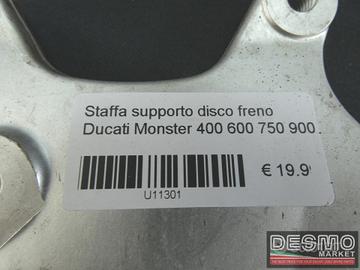 Staffa supporto disco freno
Ducati Monster 400 600 750 900
€ 19.9
U11301
DESMO
MARKET